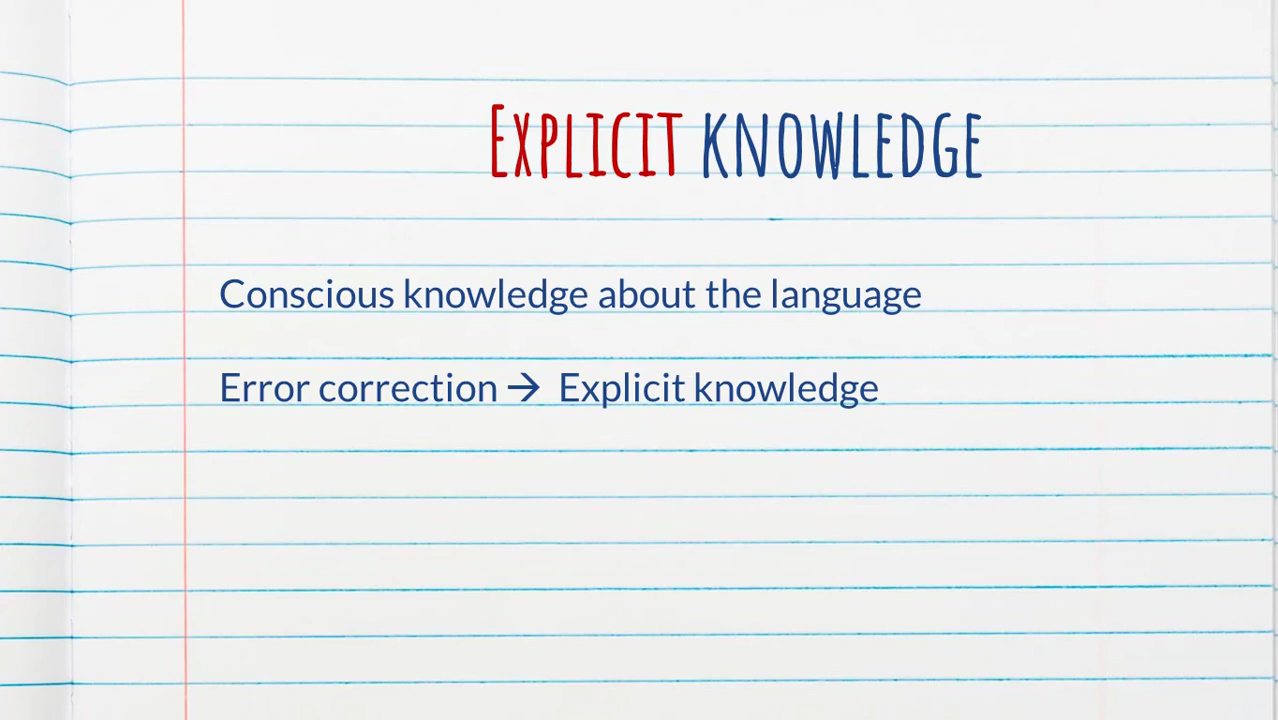 Explicit knowledge
Conscious knowledge about the language
Error correction → Explicit knowledge